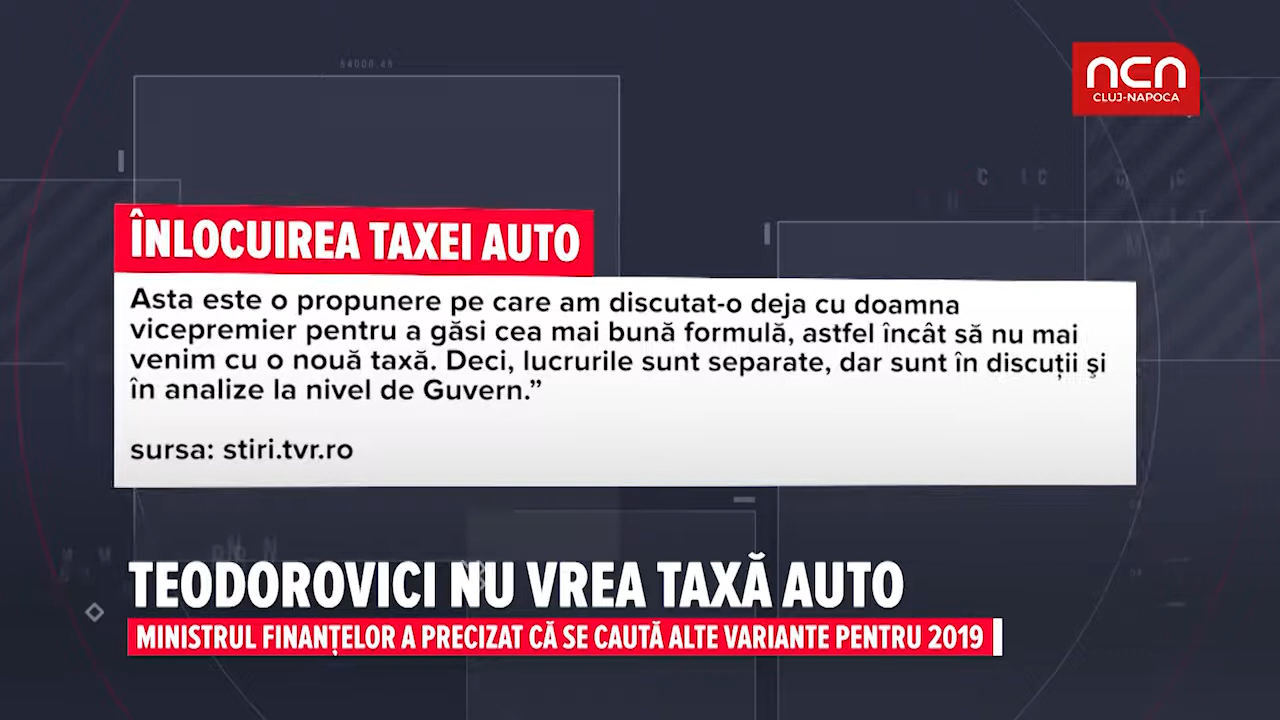 54000.45
ncn
CLUJ-NAPOCA
ÎNLOCUIREA TAXEI AUTO
Asta este o propunere pe care am discutat-o deja cu doamna
vicepremier pentru a găsi cea mai bună formulă, astfel încât să nu mai
venim cu o nouă taxă. Deci, lucrurile sunt separate, dar sunt în discuții şi
în analize la nivel de Guvern.”
sursa: stiri.tvr.ro
TEODOROVICI NU VREA TAXĂ AUTO
MINISTRUL FINANȚELOR A PRECIZAT CĂ SE CAUTĂ ALTE VARIANTE PENTRU 2019